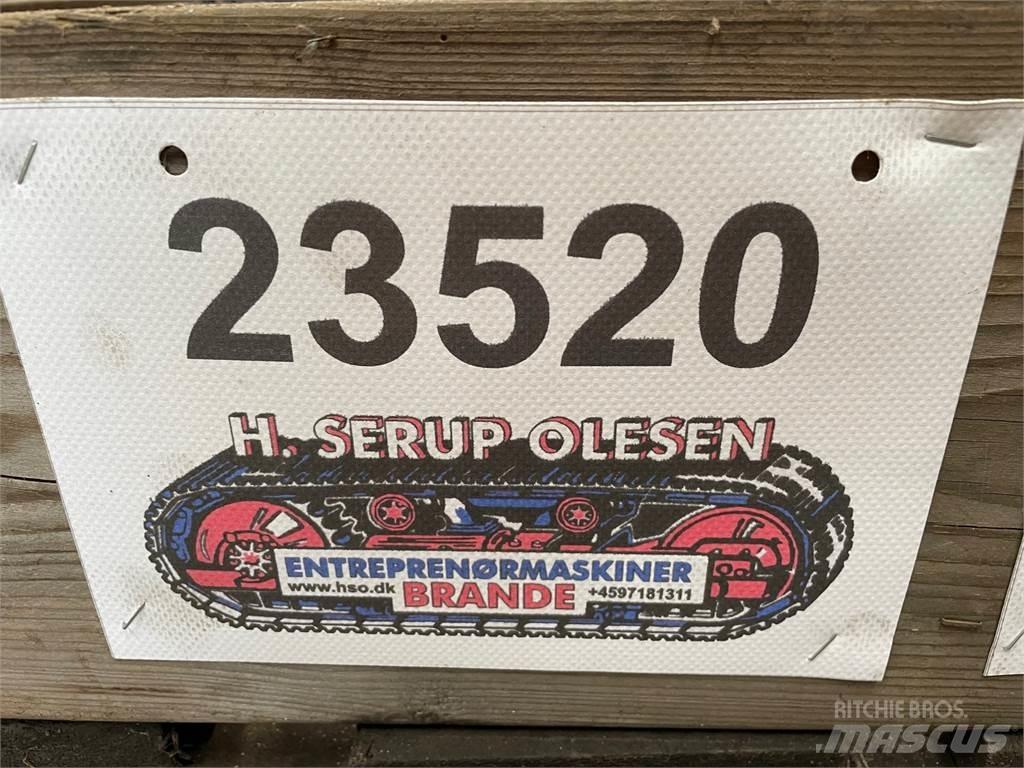 23520
H. SERUP OLESEN
ENTREPRENØRMASKINER
www.hso.dk BRANDE +4597181311
RITCHIE BROS.
MASCUS